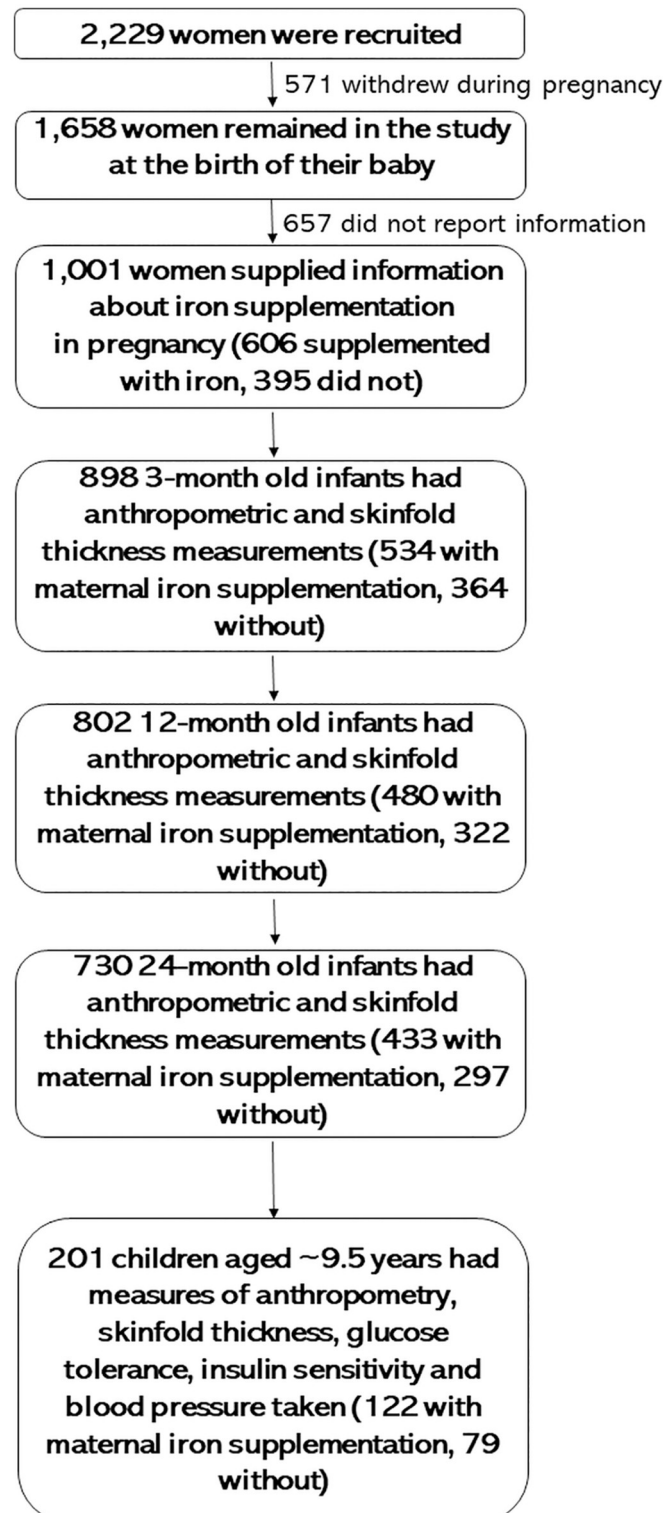 2,229 women were recruited
571 withdrew during pregnancy
1,658 women remained in the study
at the birth of their baby
657 did not report information
1,001 women supplied information
about iron supplementation
in pregnancy (606 supplemented
with iron, 395 did not)
898 3-month old infants had
anthropometric and skinfold
thickness measurements (534 with
maternal iron supplementation, 364
without)
802 12-month old infants had
anthropometric and skinfold
thickness measurements (480 with
maternal iron supplementation, 322
without)
730 24-month old infants had
anthropometric and skinfold
thickness measurements (433 with
maternal iron supplementation, 297
without)
201 children aged ~9.5 years had
measures of anthropometry,
skinfold thickness, glucose
tolerance, insulin sensitivity and
blood pressure taken (122 with
maternal iron supplementation, 79
without)